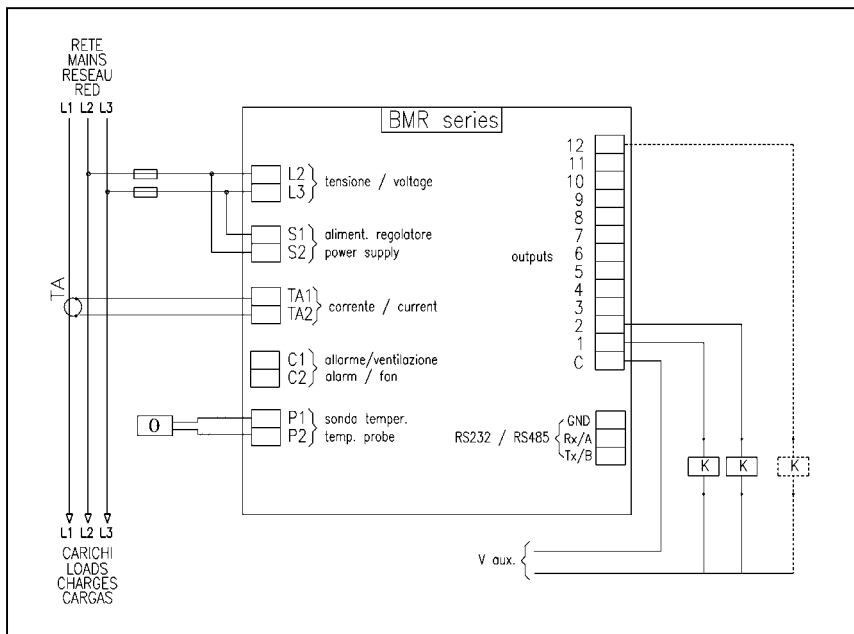 RETE
MAINS
RESEAU
RED
L1 L2 L3
BMR series
L2
L3
tensione / voltage
S1
S2
aliment. regolatore
power supply
TA
TA1
TA2
corrente / current
C1
C2
allarme/ventilazione
alarm / fan
P1
P2
sonda temper.
temp. probe
outputs
12
11
10
9
8
7
6
5
4
3
2
1
C
RS232 / RS485
GND
Rx/A
Tx/B
K K K
V aux.
L1 L2 L3
CARICHI
LOADS
CHARGES
CARGAS